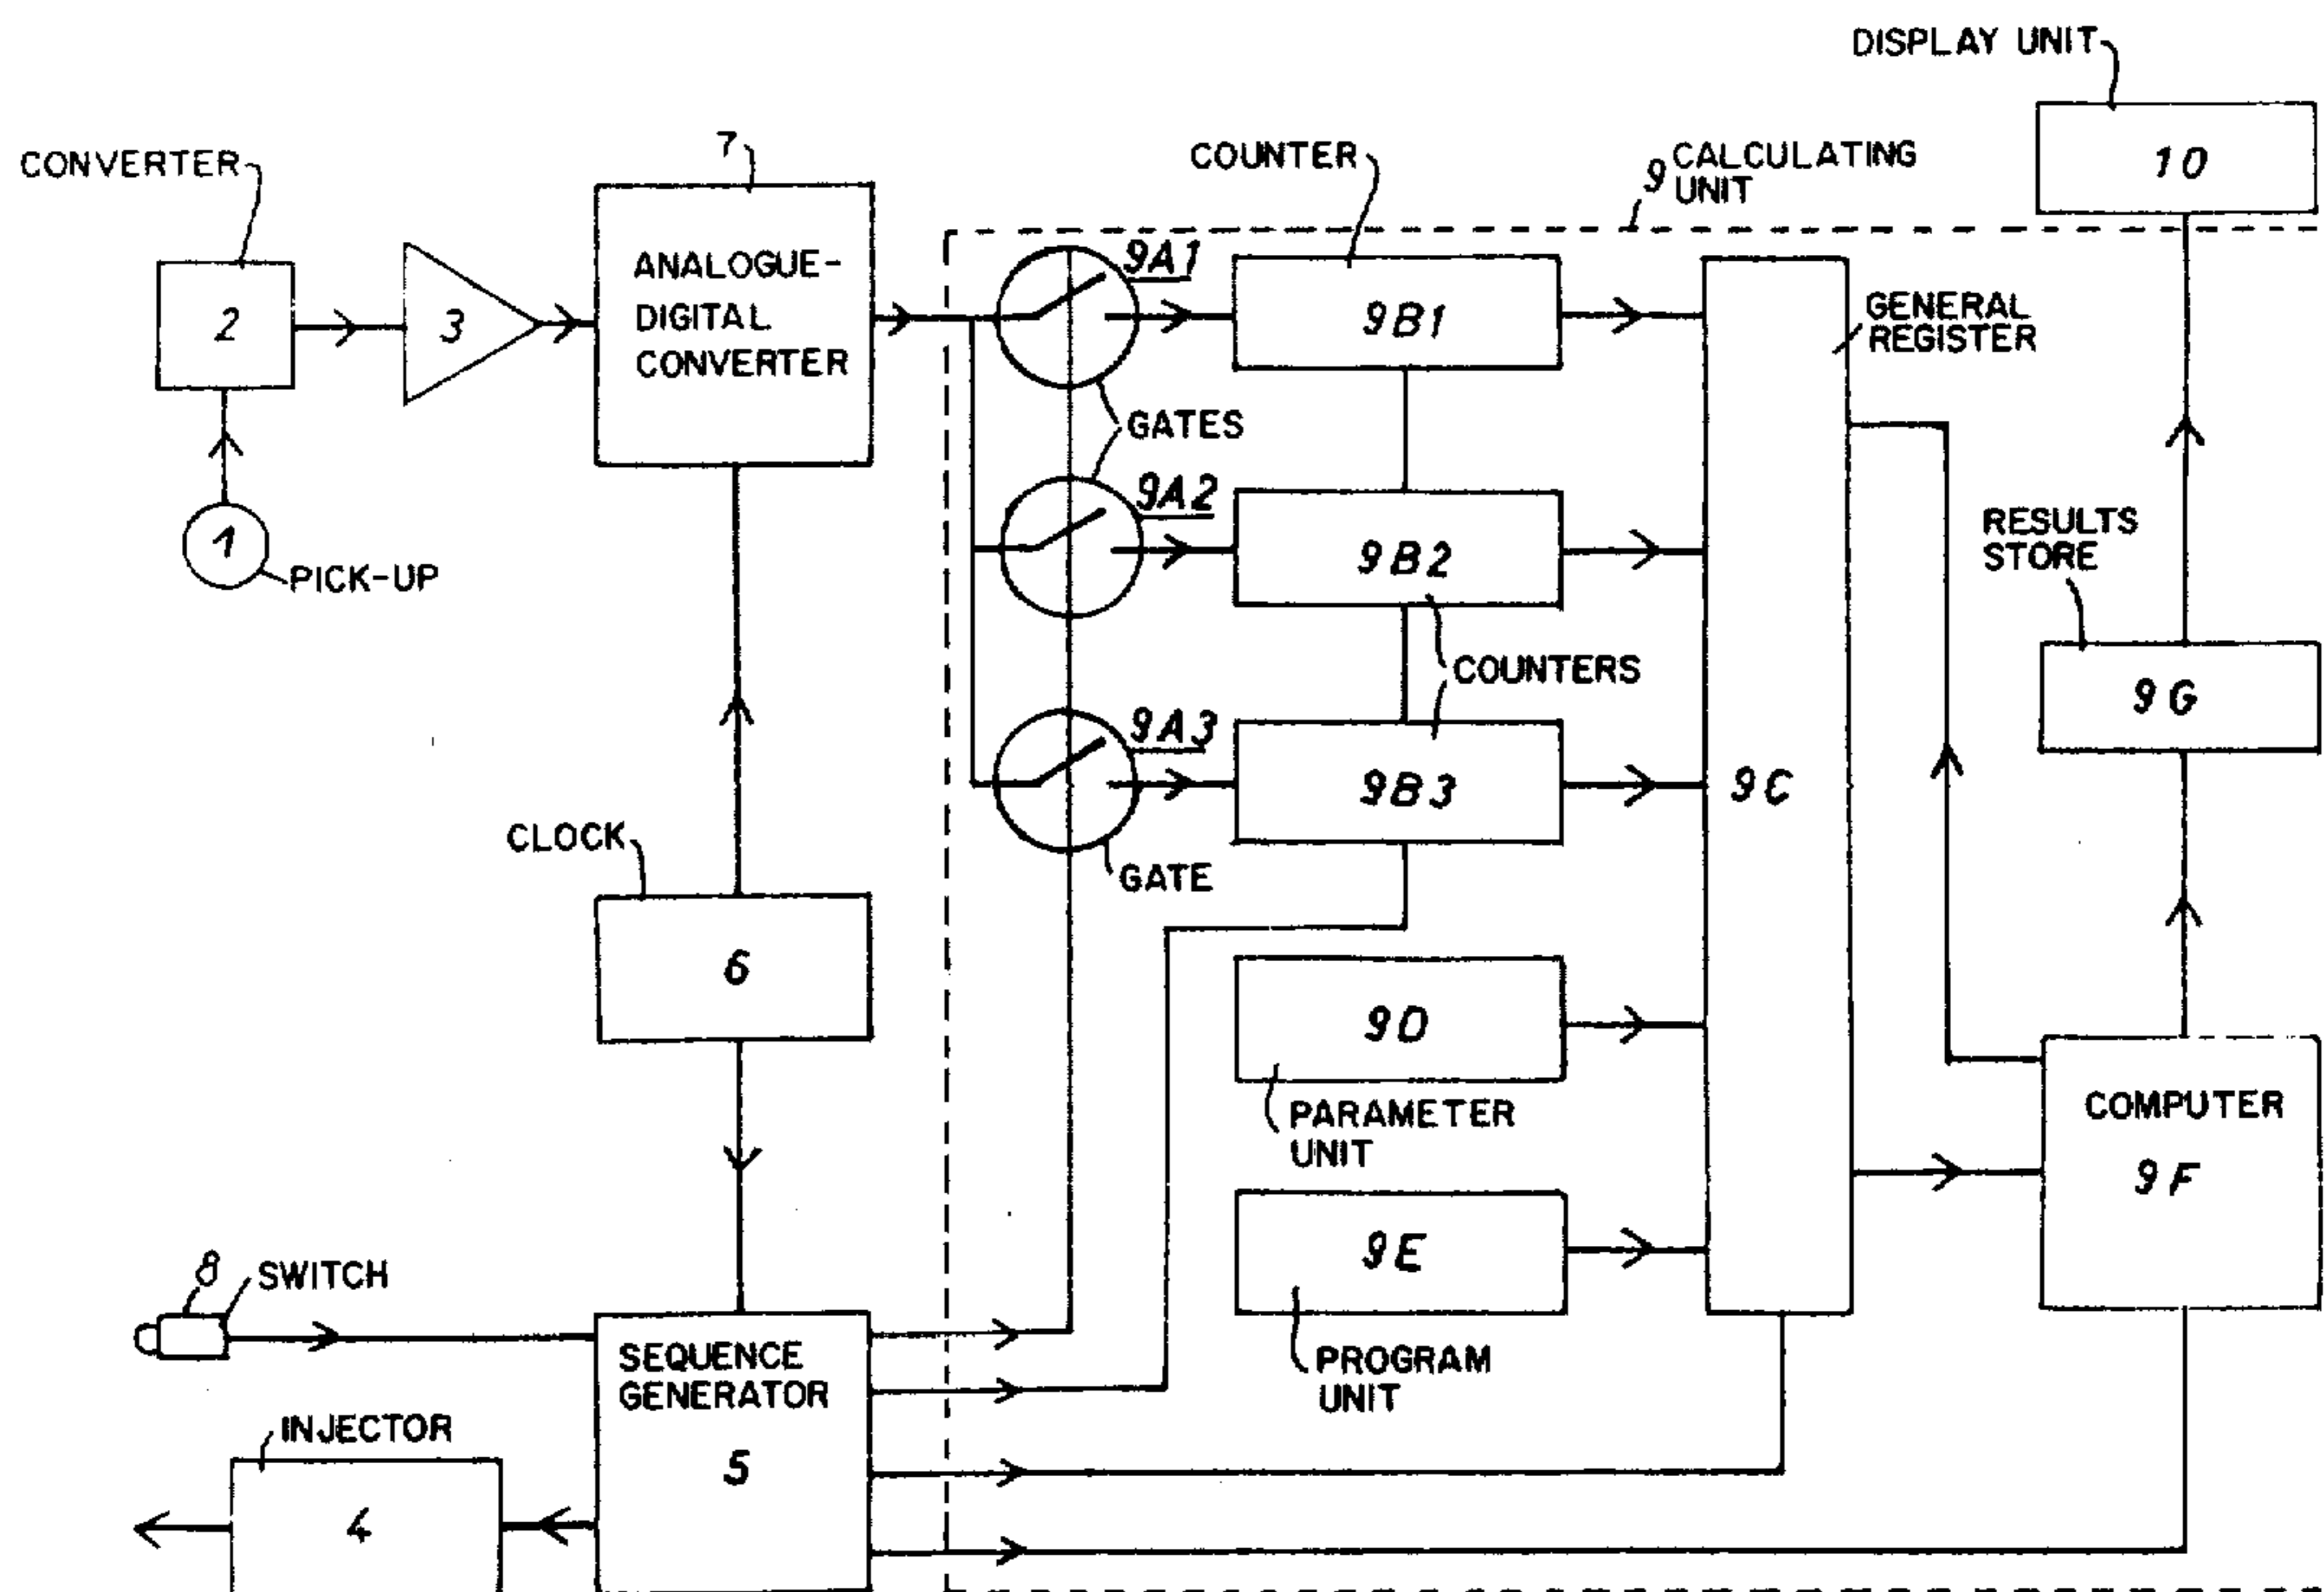 DISPLAY UNIT
10
7
CONVERTER
COUNTER
9 CALCULATING
UNIT
2
3
ANALOGUE-
DIGITAL
CONVERTER
9A1
9B1
GENERAL
REGISTER
GATES
1
PICK-UP
9A2
9B2
RESULTS
STORE
COUNTERS
9G
9A3
9B3
9C
CLOCK
GATE
6
9D
PARAMETER
UNIT
COMPUTER
9F
9E
PROGRAM
UNIT
8
SWITCH
SEQUENCE
GENERATOR
5
INJECTOR
4